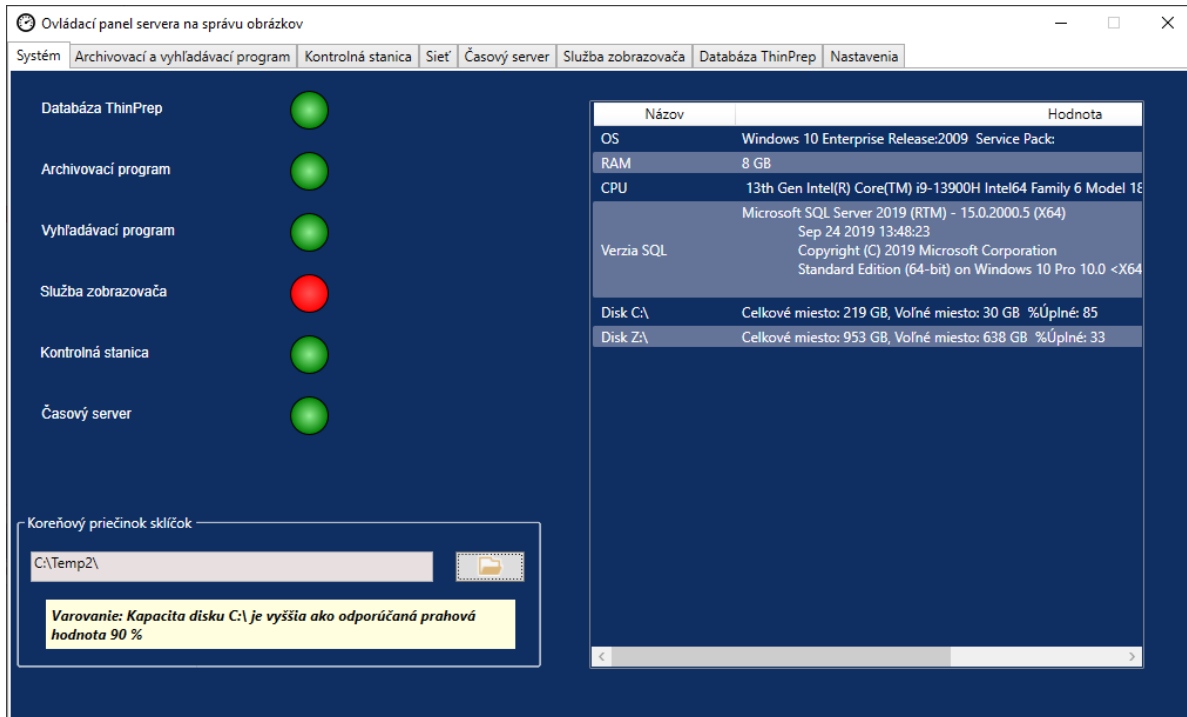 Ovládací panel servera na správu obrázkov
Systém Archivovací a vyhľadávací program Kontrolná stanica Sieť Časový server Služba zobrazovača Databáza ThinPrep Nastavenia
Databáza ThinPrep
Archivovací program
Vyhľadávací program
Služba zobrazovača
Kontrolná stanica
Časový server
Koreňový priečinok sklíčok
C:\Temp2\
Varovanie: Kapacita disku C:\ je vyššia ako odporúčaná prahová
hodnota 90 %
Názov Hodnota
OS Windows 10 Enterprise Release:2009 Service Pack:
RAM 8 GB
CPU 13th Gen Intel(R) Core(TM) i9-13900H Intel64 Family 6 Model 18
Verzia SQL
Microsoft SQL Server 2019 (RTM) - 15.0.2000.5 (X64)
Sep 24 2019 13:48:23
Copyright (C) 2019 Microsoft Corporation
Standard Edition (64-bit) on Windows 10 Pro 10.0 <X64
Disk C:\ Celkové miesto: 219 GB, Voľné miesto: 30 GB %Úplné: 85
Disk Z:\ Celkové miesto: 953 GB, Voľné miesto: 638 GB %Úplné: 33